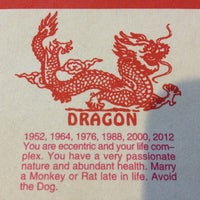 DRAGON
1952, 1964, 1976, 1988, 2000, 2012
You are eccentric and your life com-
plex. You have a very passionate
nature and abundant health. Marry
a Monkey or Rat late in life. Avoid
the Dog.